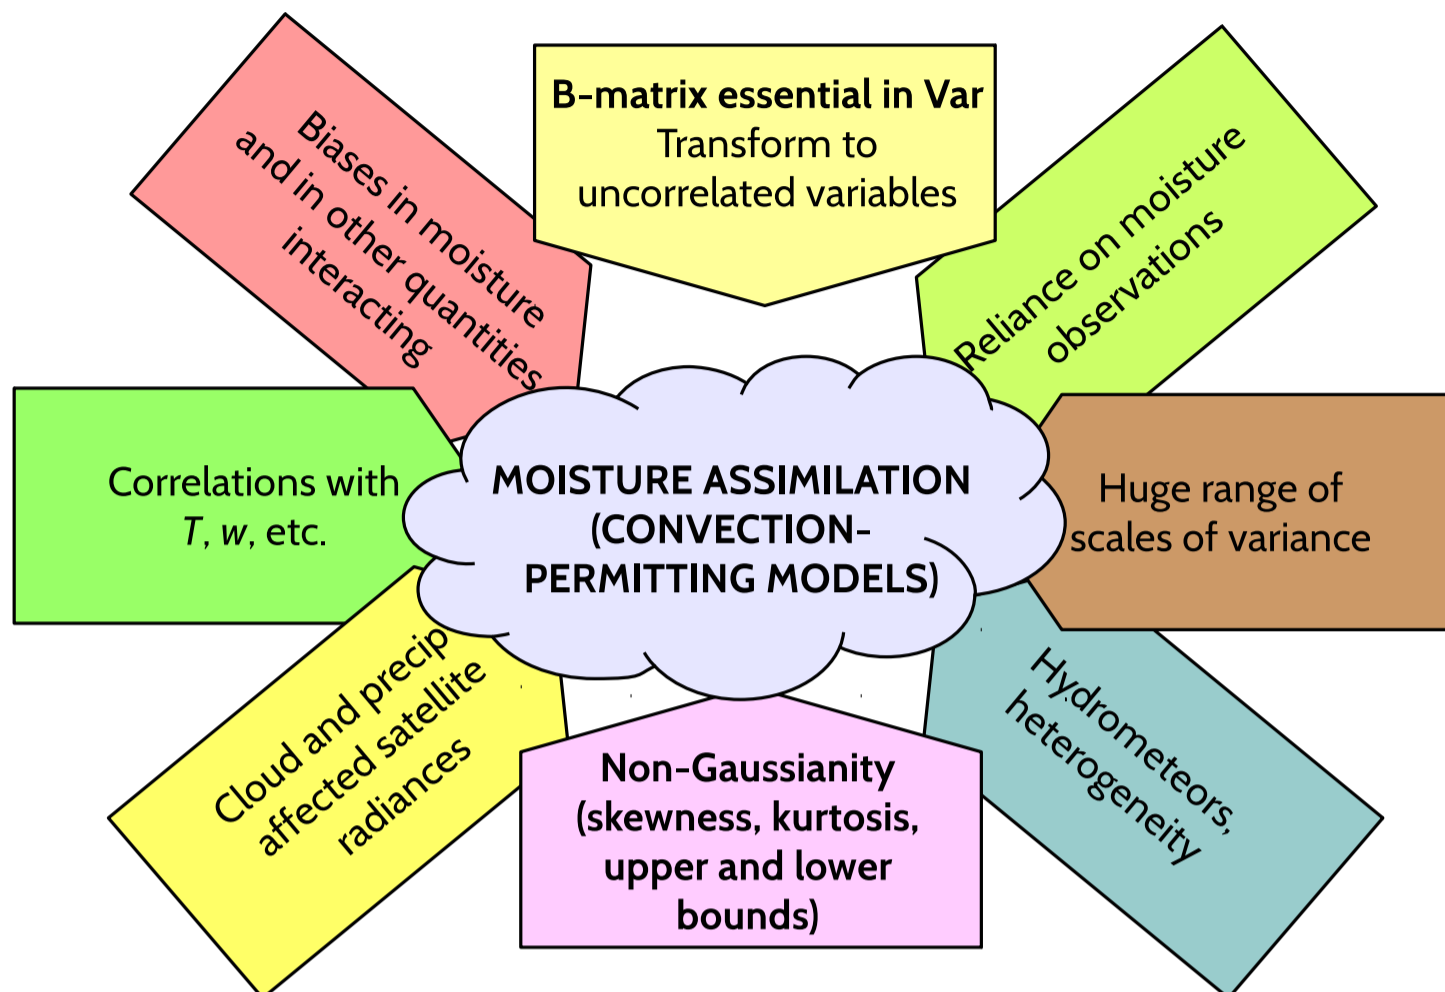 B-matrix essential in Var
Transform to
uncorrelated variables
Biases in moisture
and in other quantities
interacting
Reliance on moisture
observations
Correlations with
T, w, etc.
MOISTURE ASSIMILATION
(CONVECTION-
PERMITTING MODELS)
Huge range of
scales of variance
Cloud and precip
affected satellite
radiances
Non-Gaussianity
(skewness, kurtosis,
upper and lower
bounds)
Hydrometeors,
heterogeneity